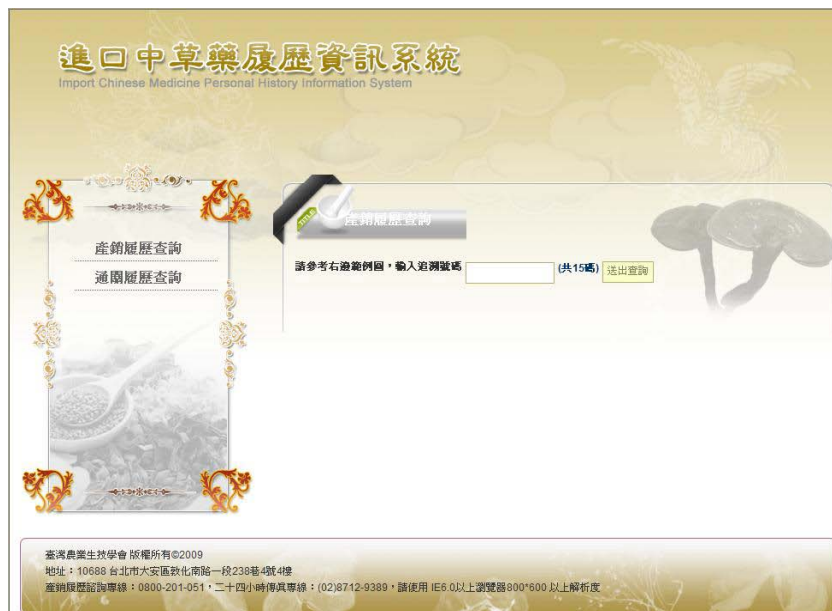 進口中草藥履歷資訊系統
Import Chinese Medicine Personal History Information System
產銷履歷查詢
通關履歷查詢
TITLE
產銷履歷查詢
請參考右邊範例圖，輸入追溯號碼 (共15碼) 送出查詢
臺灣農業生技學會 版權所有©2009
地址：10688 台北市大安區敦化南路一段238巷4號4樓
產銷履歷諮詢專線：0800-201-051，二十四小時傳真專線：(02)8712-9389，請使用 IE6.0以上瀏覽器800*600 以上解析度